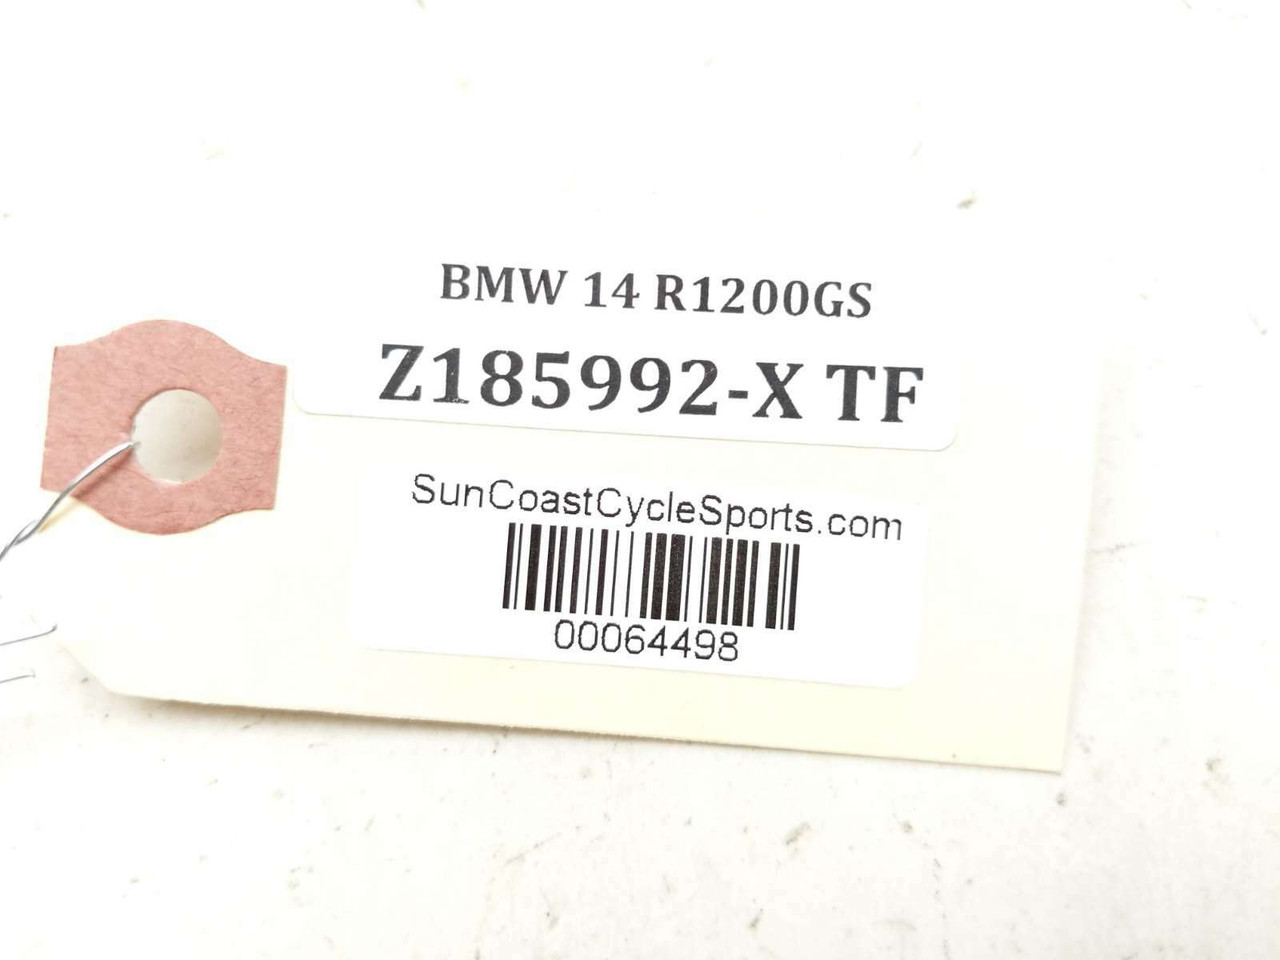 BMW 14 R1200GS
Z185992-X TF
SunCoastCycleSports.com
00064498